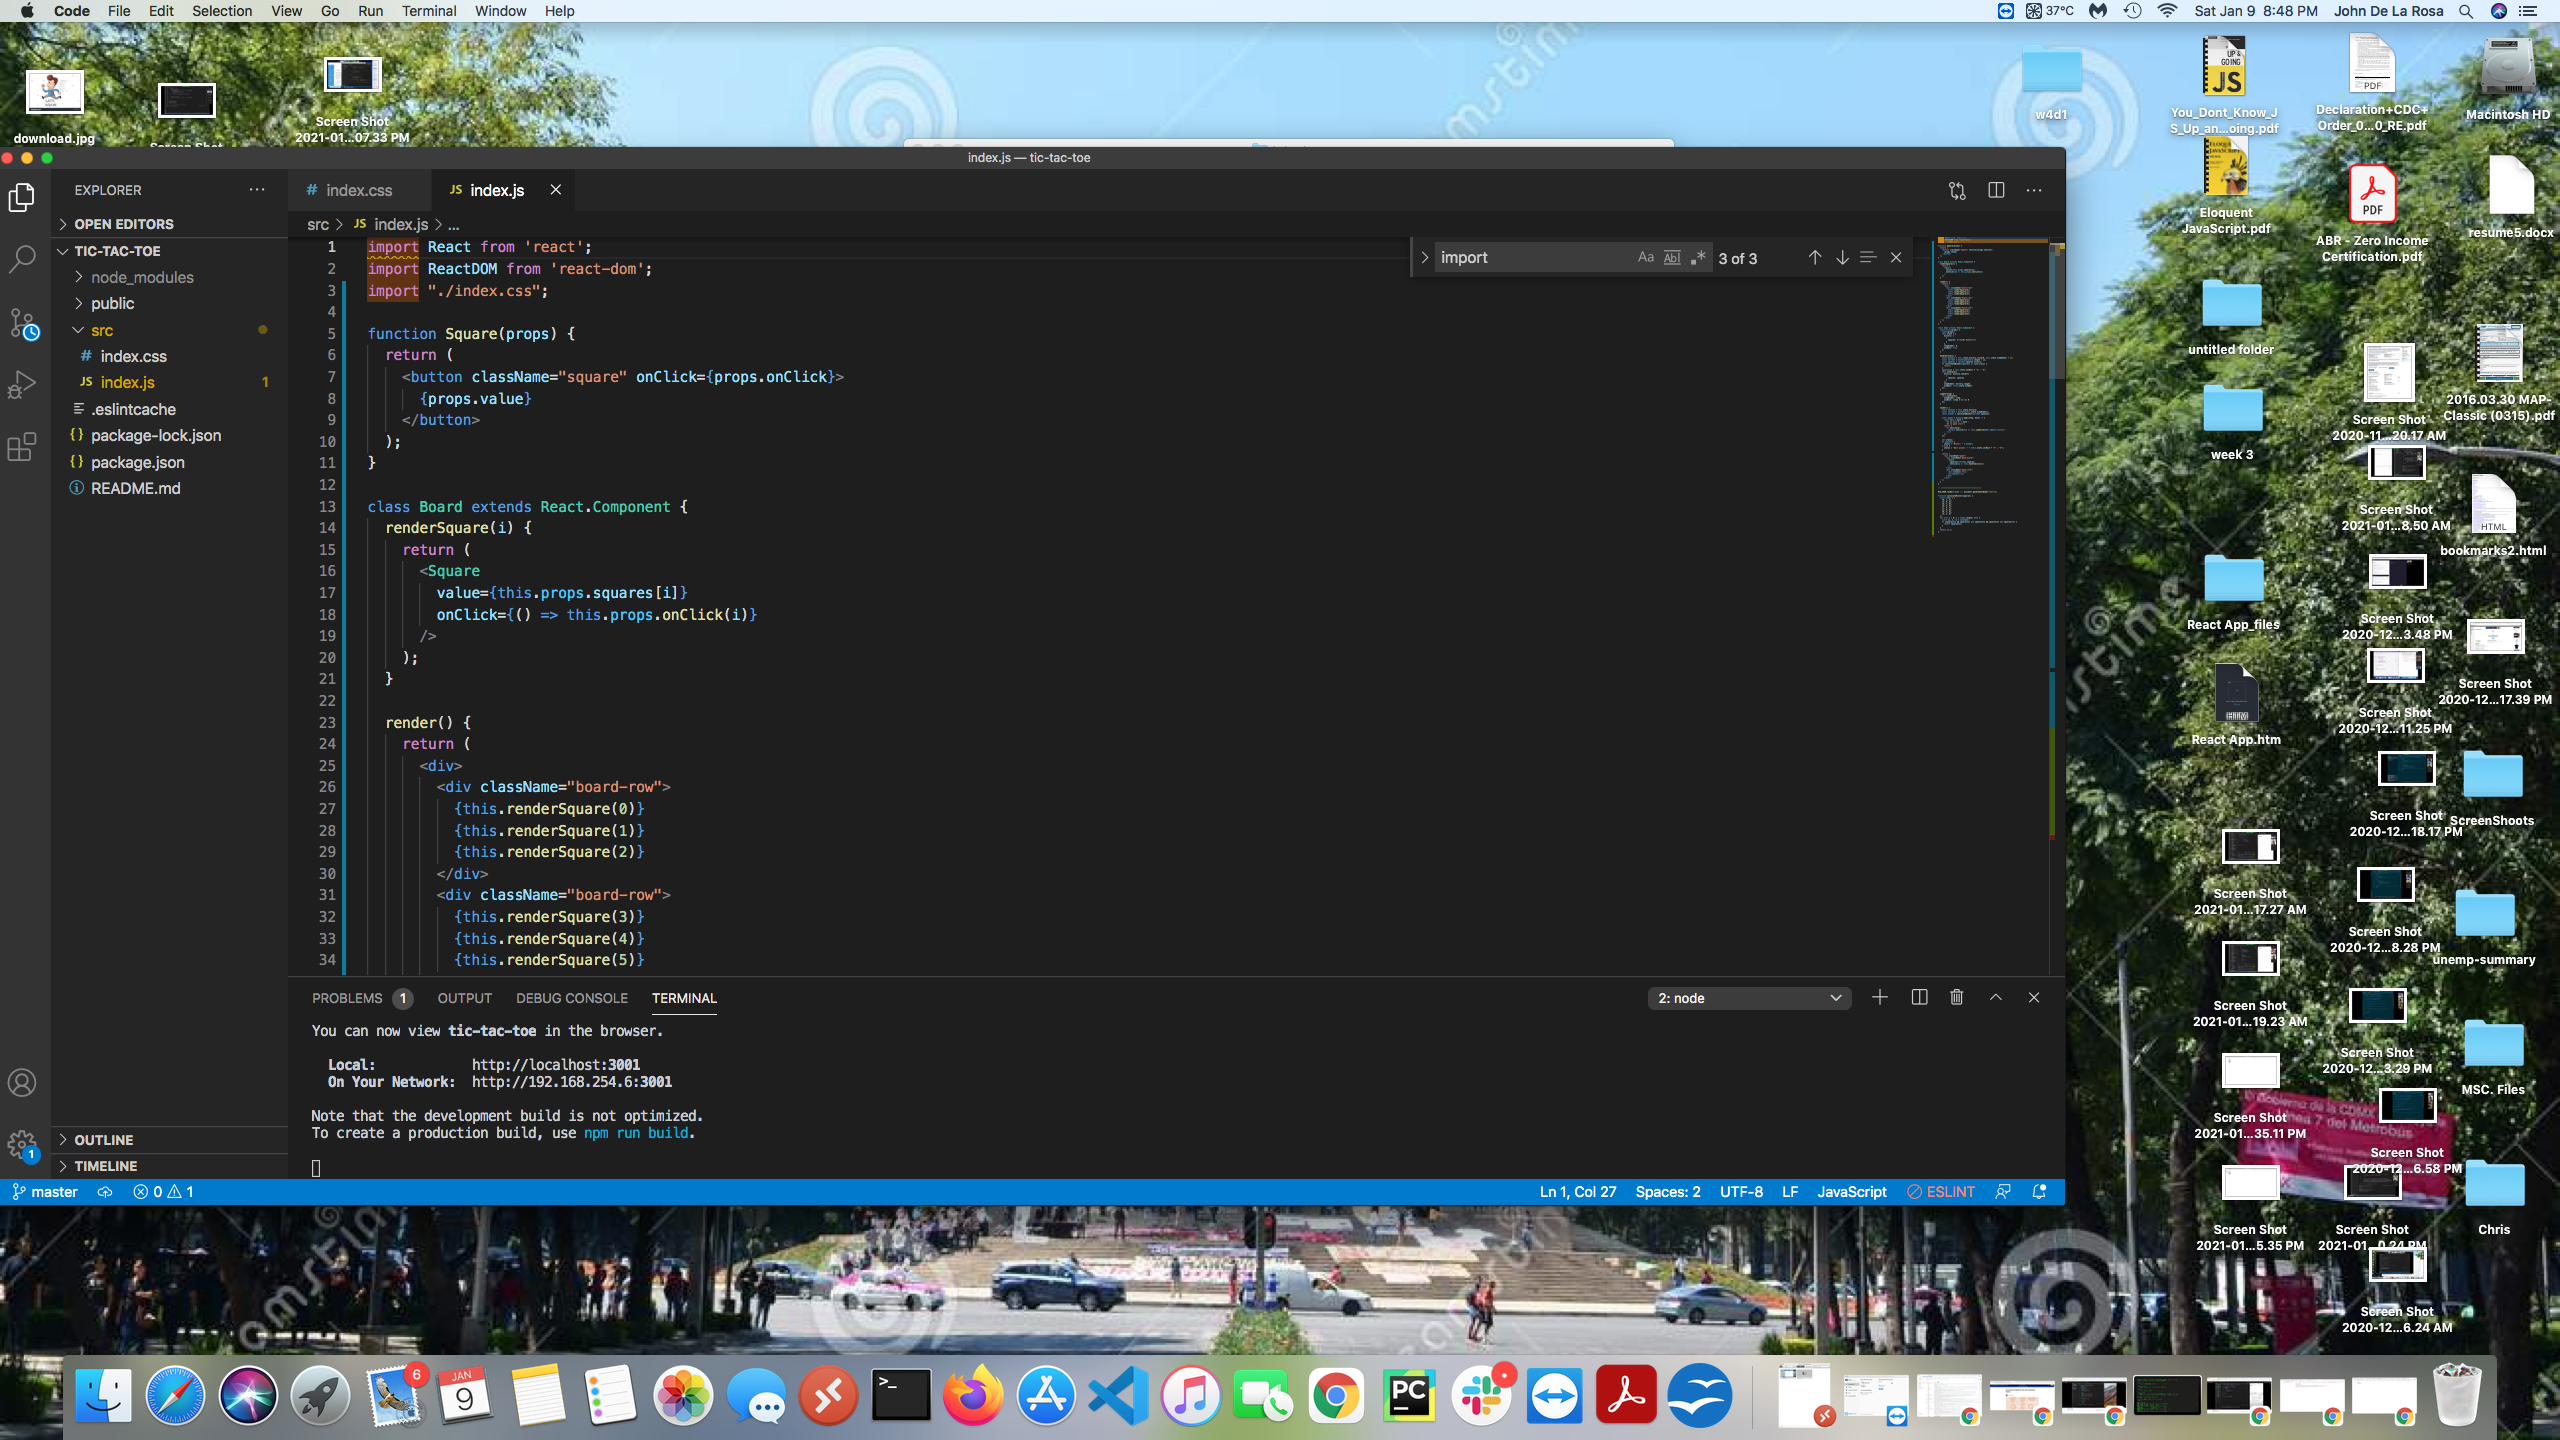 Code File Edit Selection View Go Run Terminal Window Help
37°C Sat Jan 9 8:48 PM John De La Rosa
download.jpg
Screen Shot
2021-01...07.33 PM
w4d1
You_Dont_Know_J
S_Up_an...oing.pdf
Declaration+CDC+
Order_0...0_RE.pdf
Macintosh HD
index.js — tic-tac-toe
EXPLORER
OPEN EDITORS
TIC-TAC-TOE
node_modules
public
src
# index.css
JS index.js 1
.eslintcache
{} package-lock.json
{} package.json
README.md
OUTLINE
TIMELINE
# index.css
JS index.js
src > JS index.js > ...
import
Aa Abl .*
3 of 3
1 import React from 'react';
2 import ReactDOM from 'react-dom';
3 import "./index.css";
4
5 function Square(props) {
6 return (
7 <button className="square" onClick={props.onClick}>
8 {props.value}
9 </button>
10 );
11 }
12
13 class Board extends React.Component {
14 renderSquare(i) {
15 return (
16 <Square
17 value={this.props.squares[i]}
18 onClick={() => this.props.onClick(i)}
19 />
20 );
21 }
22
23 render() {
24 return (
25 <div>
26 <div className="board-row">
27 {this.renderSquare(0)}
28 {this.renderSquare(1)}
29 {this.renderSquare(2)}
30 </div>
31 <div className="board-row">
32 {this.renderSquare(3)}
33 {this.renderSquare(4)}
34 {this.renderSquare(5)}
PROBLEMS 1 OUTPUT DEBUG CONSOLE TERMINAL
2: node
You can now view tic-tac-toe in the browser.
Local: http://localhost:3001
On Your Network: http://192.168.254.6:3001
Note that the development build is not optimized.
To create a production build, use npm run build.
master
0 1
Ln 1, Col 27 Spaces: 2 UTF-8 LF JavaScript ESLINT
1
UP &
GOING
JS
PDF
Eloquent
JavaScript.pdf
PDF
ABR - Zero Income
Certification.pdf
resume5.docx
untitled folder
2016.03.30 MAP-
Classic (0315).pdf
Screen Shot
2020-11...20.17 AM
week 3
Screen Shot
2021-01...8.50 AM
HTML
bookmarks2.html
React App_files
Screen Shot
2020-12...3.48 PM
Screen Shot
2020-12...17.39 PM
Screen Shot
2020-12...11.25 PM
React App.htm
Screen Shot
2020-12...18.17 PM
ScreenShoots
Screen Shot
2021-01...17.27 AM
Screen Shot
2020-12...8.28 PM
unemp-summary
Screen Shot
2021-01...19.23 AM
Screen Shot
2020-12...3.29 PM
MSC. Files
Screen Shot
2021-01...35.11 PM
Screen Shot
2020-12...6.58 PM
Screen Shot
2021-01...5.35 PM
Screen Shot
2021-01...0.24 PM
Chris
Screen Shot
2020-12...6.24 AM
6
JAN
9
PC